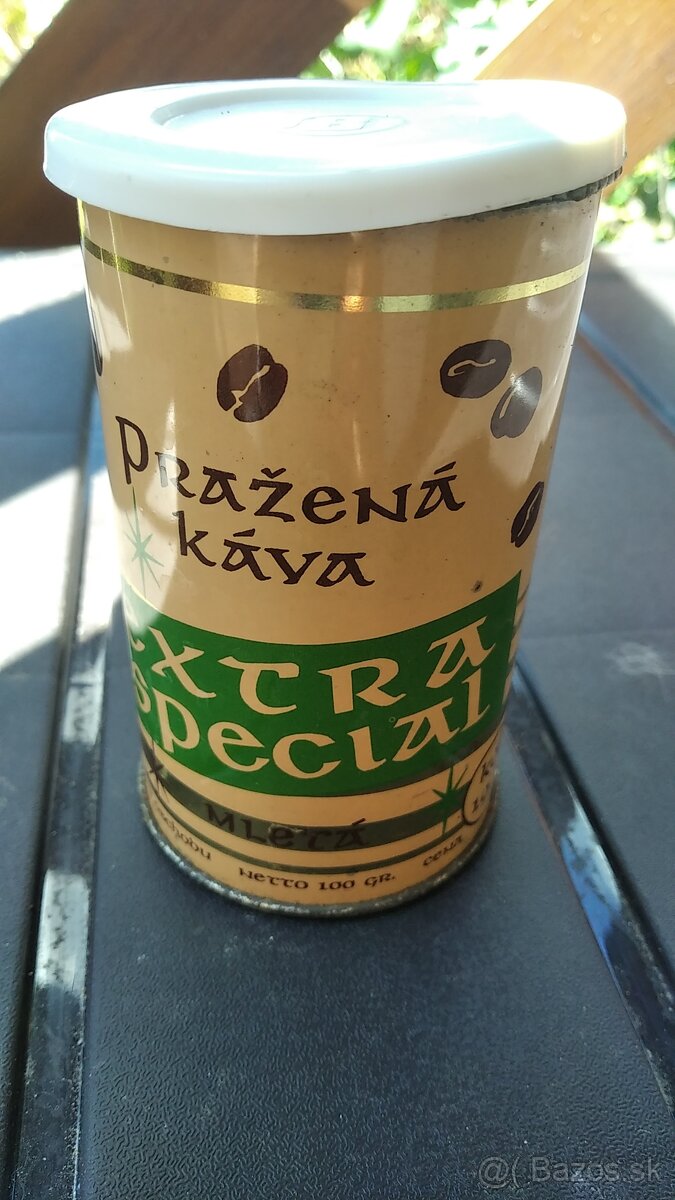 Pražená
káva
Extra
Special
Mletá
Netto 100 gr.
cena
@( Bazos.sk